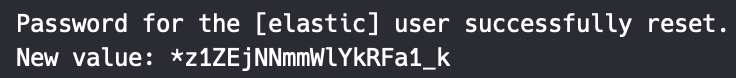 Password for the [elastic] user successfully reset.
New value: *z1ZEjNNmmWlYkRFa1_k